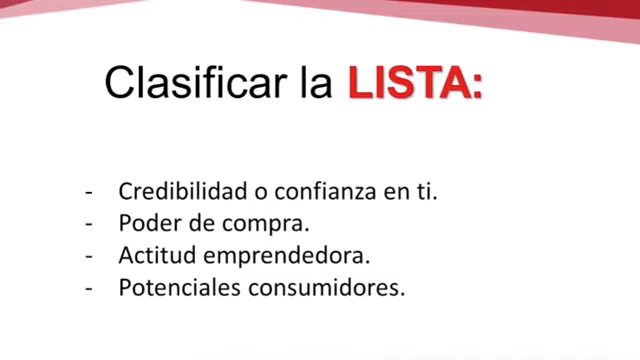 Clasificar la LISTA:
- Credibilidad o confianza en ti.
- Poder de compra.
- Actitud emprendedora.
- Potenciales consumidores.